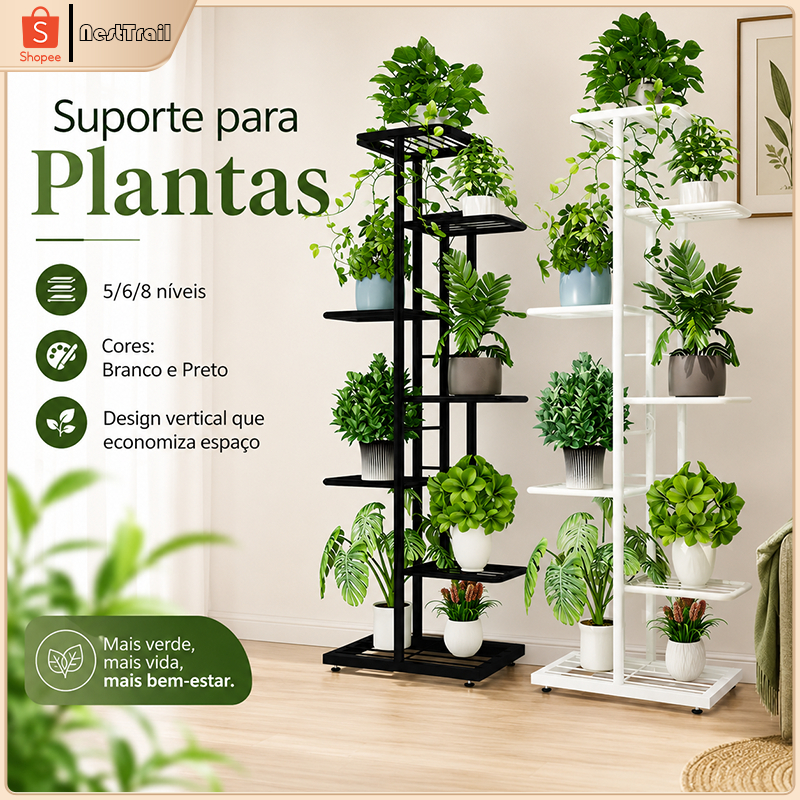 Shopee
NestTrail
Suporte para
Plantas
5/6/8 níveis
Cores:
Branco e Preto
Design vertical que
economiza espaço
Mais verde,
mais vida,
mais bem-estar.